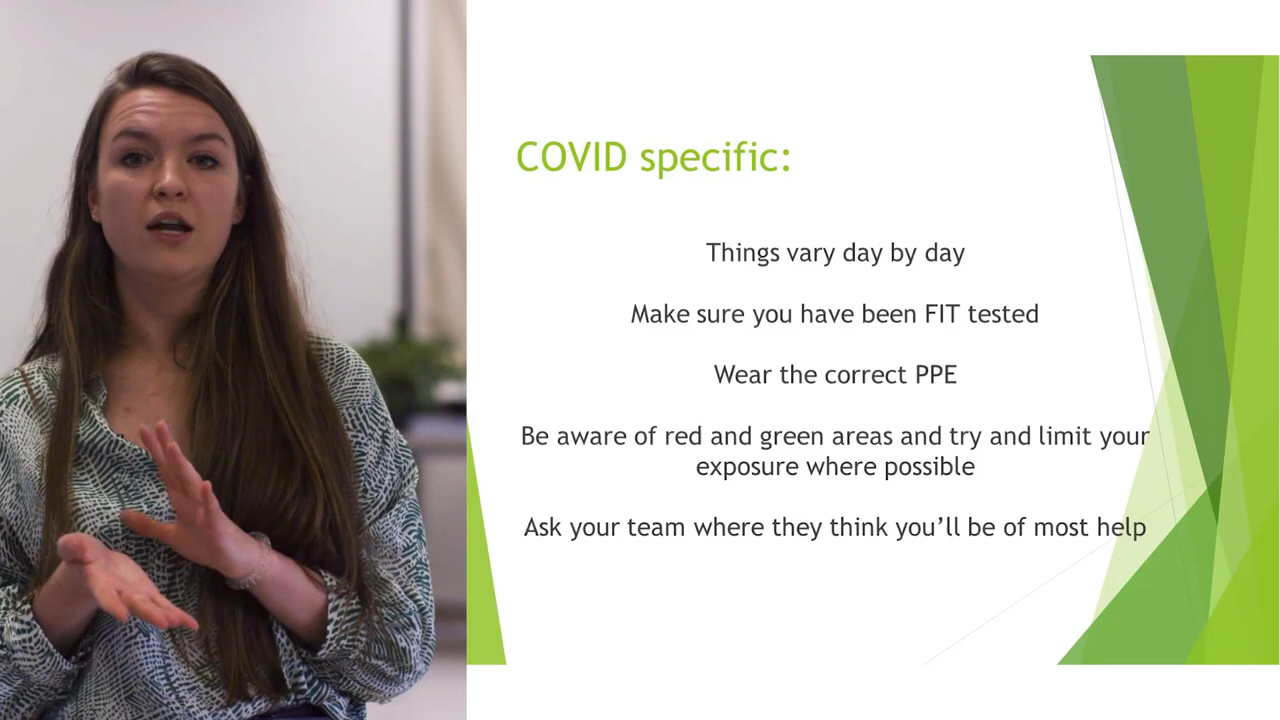 COVID specific:
Things vary day by day
Make sure you have been FIT tested
Wear the correct PPE
Be aware of red and green areas and try and limit your
exposure where possible
Ask your team where they think you’ll be of most help